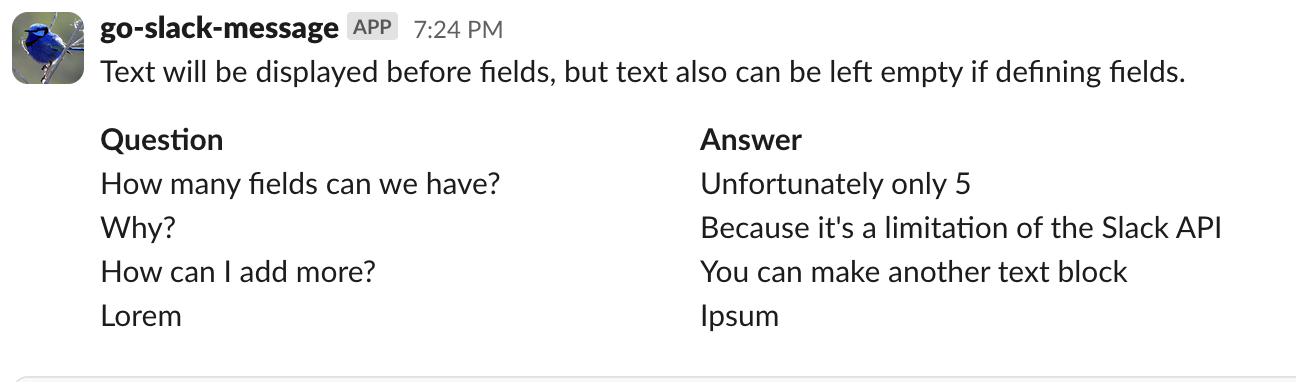 go-slack-message APP 7:24 PM
Text will be displayed before fields, but text also can be left empty if defining fields.
Question Answer
How many fields can we have? Unfortunately only 5
Why? Because it's a limitation of the Slack API
How can I add more? You can make another text block
Lorem Ipsum